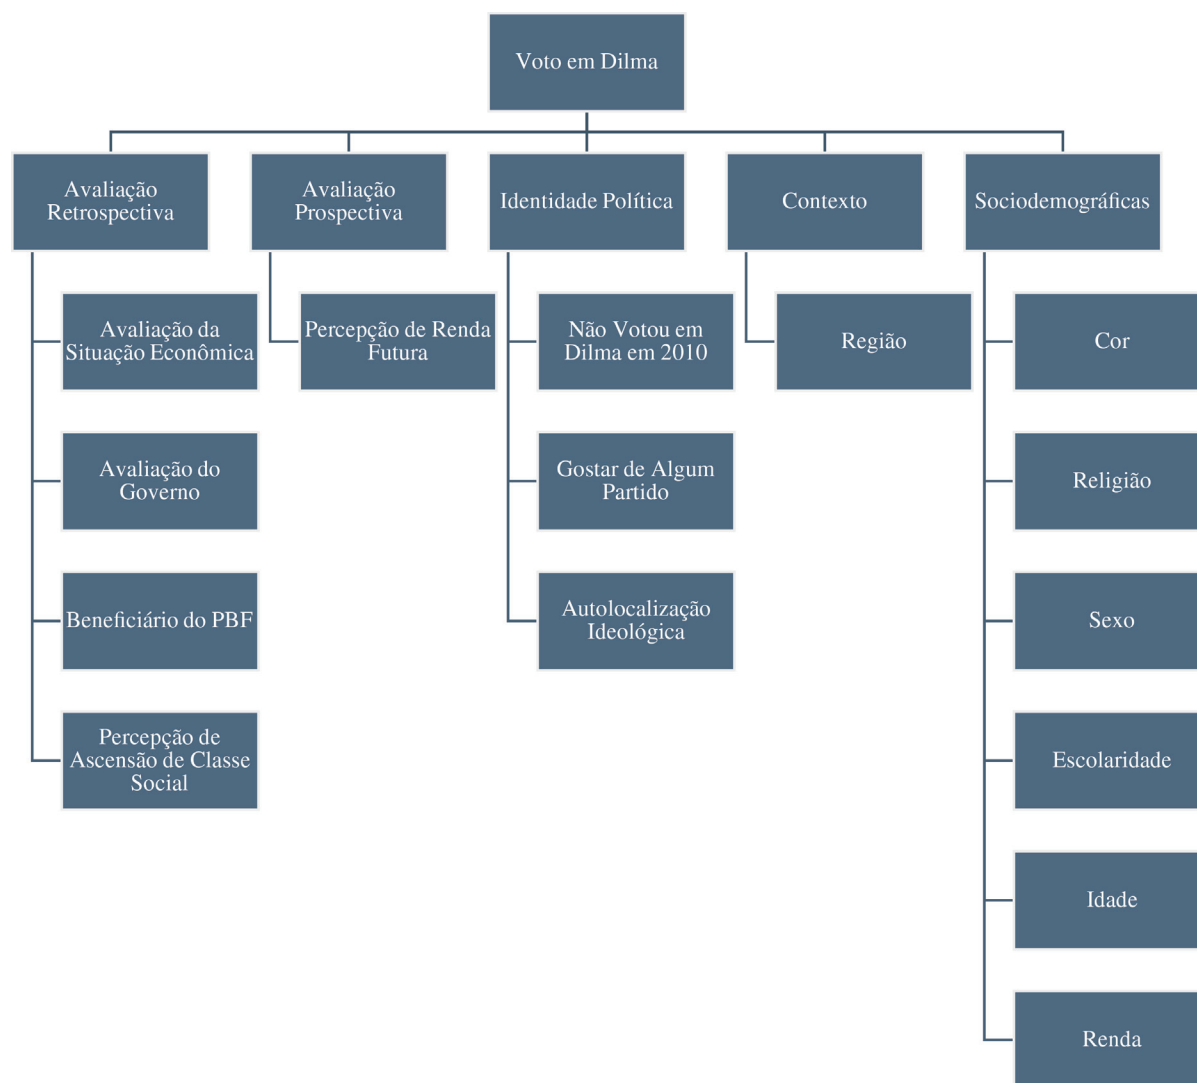 Voto em Dilma
Avaliação
Retrospectiva
Avaliação
Prospectiva
Identidade Política
Contexto
Sociodemográficas
Avaliação da
Situação Econômica
Avaliação do
Governo
Beneficiário do PBF
Percepção de
Ascensão de Classe
Social
Percepção de Renda
Futura
Não Votou em
Dilma em 2010
Gostar de Algum
Partido
Autolocalização
Ideológica
Região
Cor
Religião
Sexo
Escolaridade
Idade
Renda